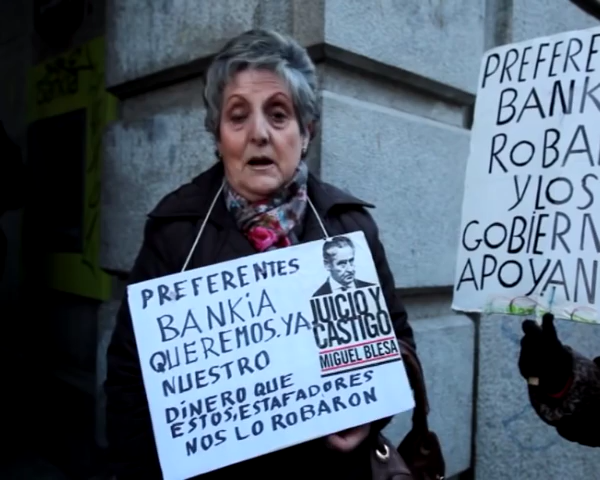 PREFERENTES
BANKiA
QUEREMOS.YA
NUESTRO
DiNERO QUE
ESTOS,ESTAFADORES
NOS LO ROBARON
JUICIO Y
CASTIGO
MIGUEL BLESA
PREFERE
BANK
ROBA
Y LOS
GOBIERN
APOYAN